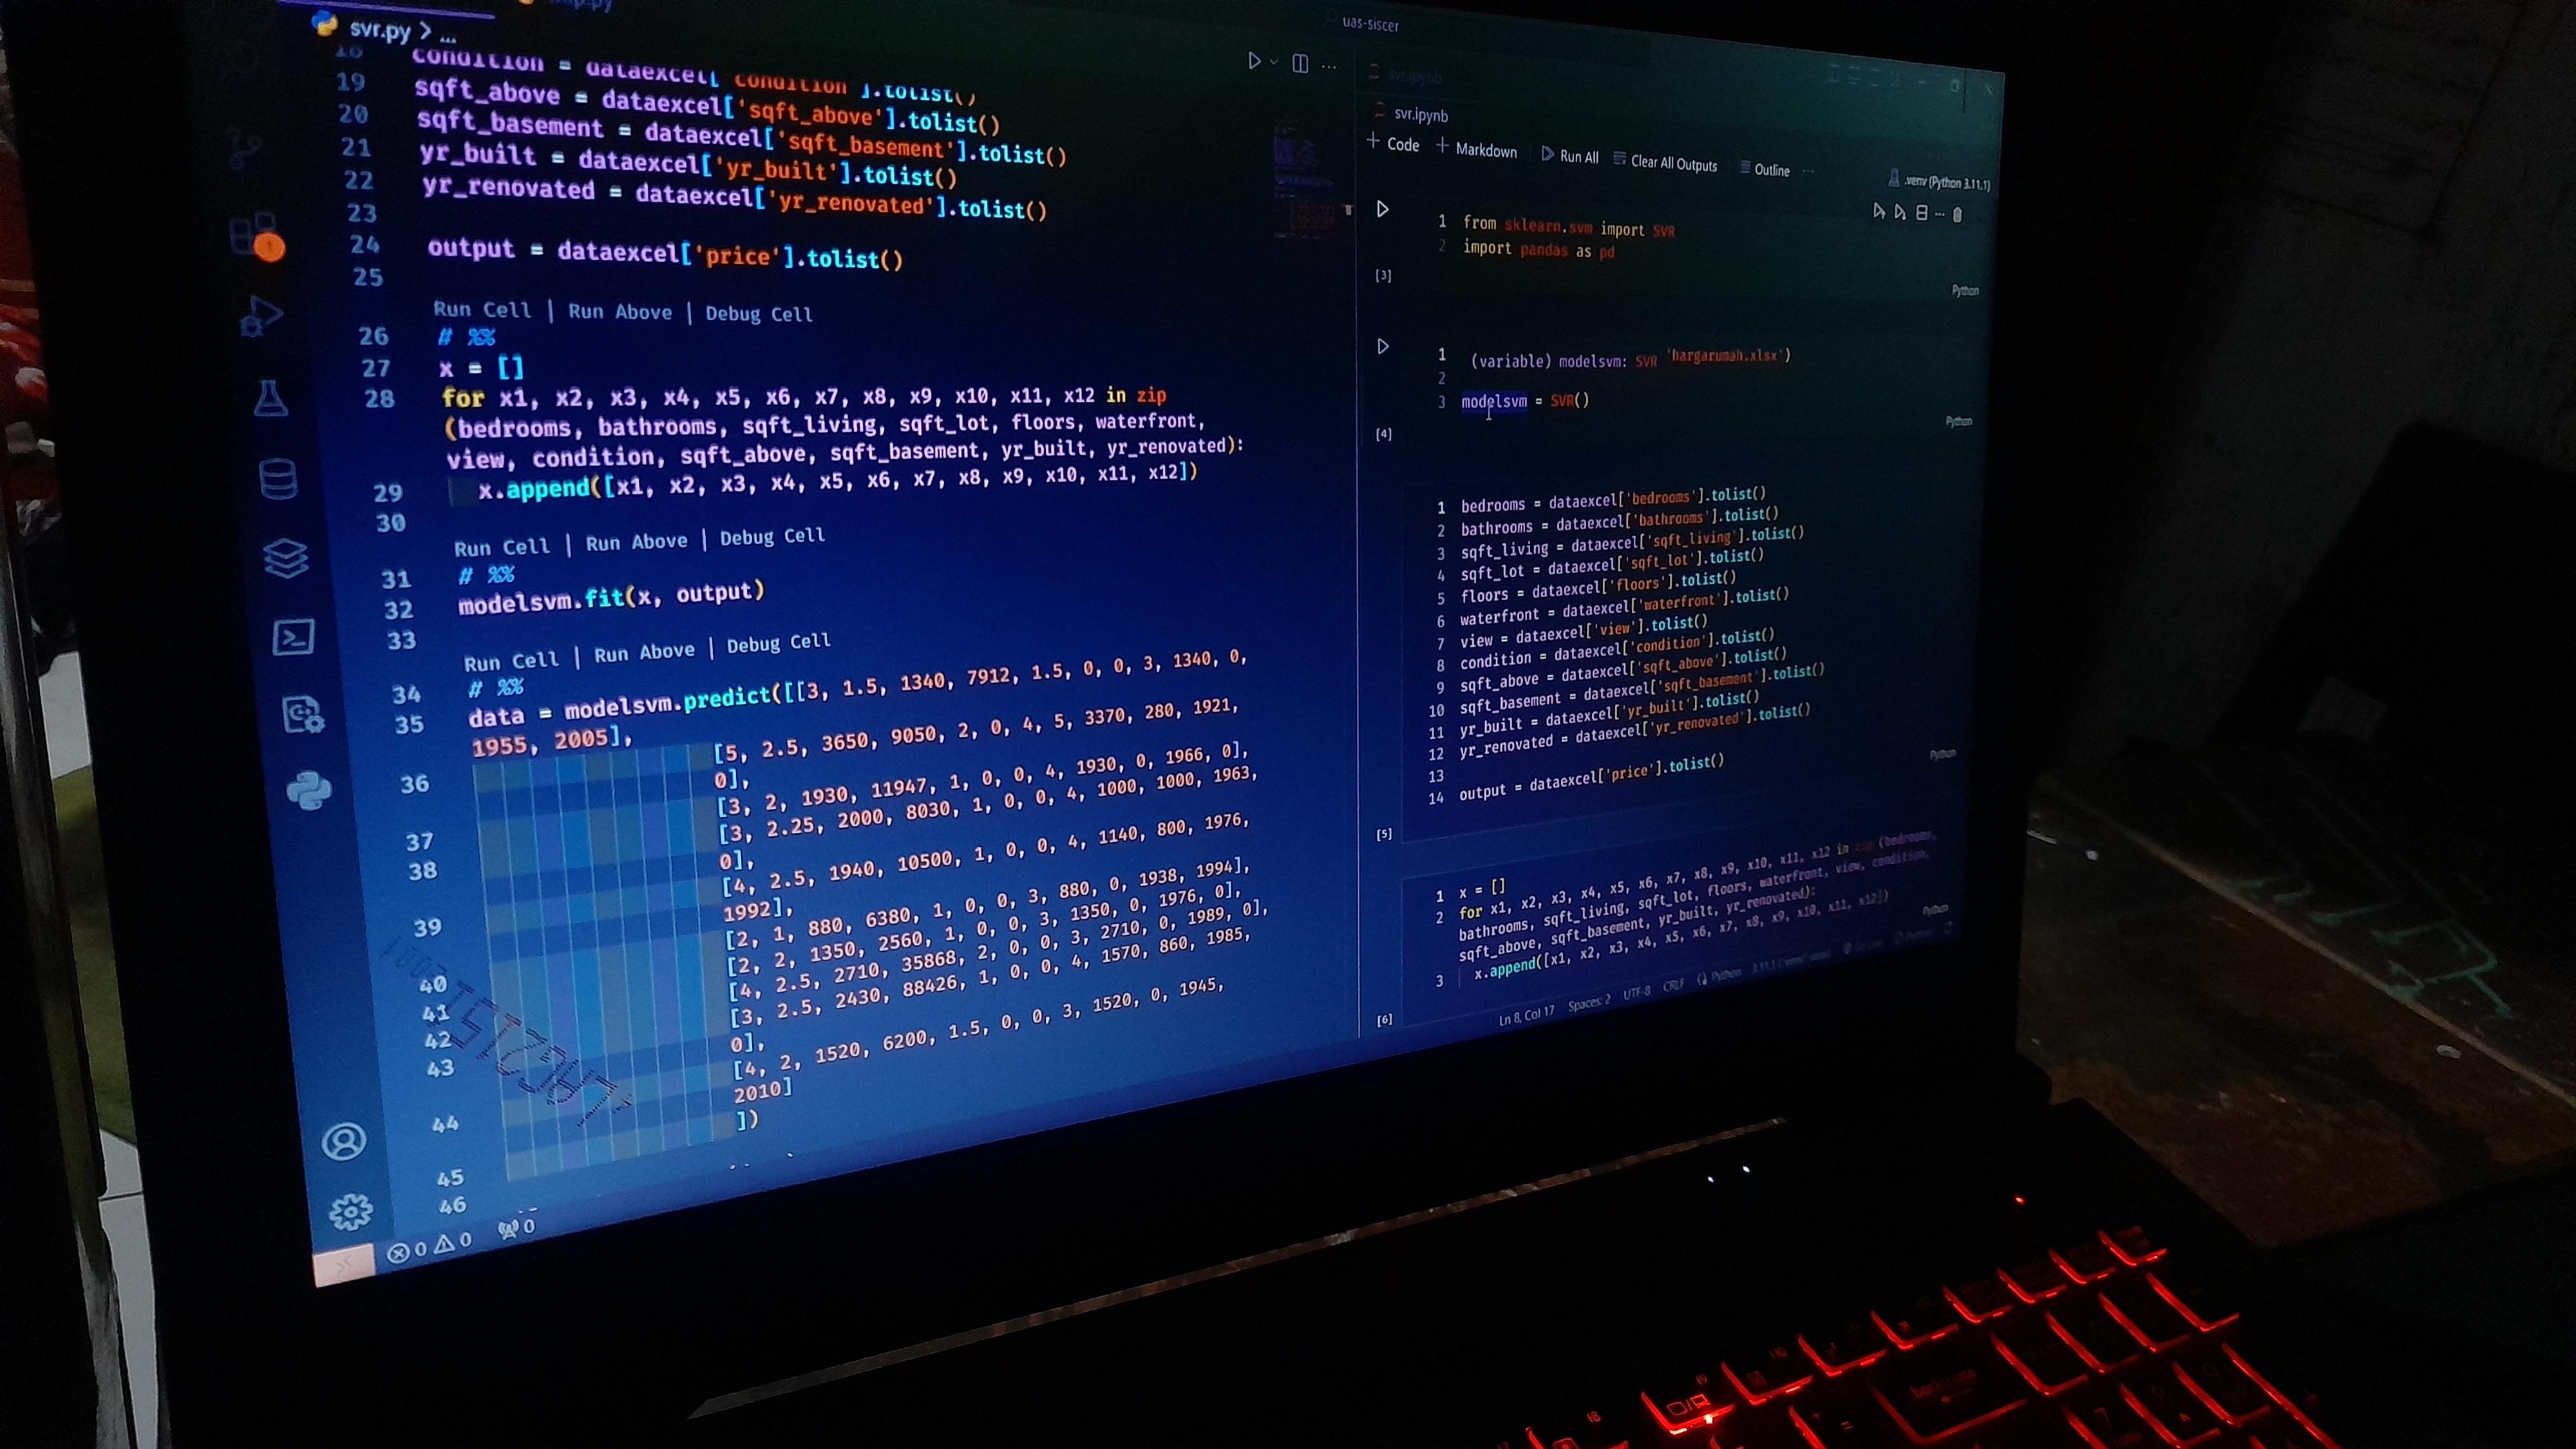 uas-siscer
svr.py > ...
18 condition = dataexcel['condition'].tolist()
19 sqft_above = dataexcel['sqft_above'].tolist()
20 sqft_basement = dataexcel['sqft_basement'].tolist()
21 yr_built = dataexcel['yr_built'].tolist()
22 yr_renovated = dataexcel['yr_renovated'].tolist()
23
24 output = dataexcel['price'].tolist()
25
Run Cell | Run Above | Debug Cell
26 # %%
27 x = []
28 for x1, x2, x3, x4, x5, x6, x7, x8, x9, x10, x11, x12 in zip
(bedrooms, bathrooms, sqft_living, sqft_lot, floors, waterfront,
view, condition, sqft_above, sqft_basement, yr_built, yr_renovated):
29 x.append([x1, x2, x3, x4, x5, x6, x7, x8, x9, x10, x11, x12])
30
Run Cell | Run Above | Debug Cell
31 # %%
32 modelsvm.fit(x, output)
33
Run Cell | Run Above | Debug Cell
34 # %%
35 data = modelsvm.predict([[3, 1.5, 1340, 7912, 1.5, 0, 0, 3, 1340, 0,
1955, 2005],
36 [5, 2.5, 3650, 9050, 2, 0, 4, 5, 3370, 280, 1921,
0],
37 [3, 2, 1930, 11947, 1, 0, 0, 4, 1930, 0, 1966, 0],
38 [3, 2.25, 2000, 8030, 1, 0, 0, 4, 1000, 1000, 1963,
0],
39 [4, 2.5, 1940, 10500, 1, 0, 0, 4, 1140, 800, 1976,
1992],
40 [2, 1, 880, 6380, 1, 0, 0, 3, 880, 0, 1938, 1994],
41 [2, 2, 1350, 2560, 1, 0, 0, 3, 1350, 0, 1976, 0],
42 [4, 2.5, 2710, 35868, 2, 0, 0, 3, 2710, 0, 1989, 0],
43 [3, 2.5, 2430, 88426, 1, 0, 0, 4, 1570, 860, 1985,
0],
44 [4, 2, 1520, 6200, 1.5, 0, 0, 3, 1520, 0, 1945,
2010]
45 ])
46
0 0 0
svr.ipynb
svr.ipynb
+ Code + Markdown Run All Clear All Outputs Outline ...
.venv (Python 3.11.1)
1 from sklearn.svm import SVR
2 import pandas as pd
[3] Python
1 (variable) modelsvm: SVR 'hargarumah.xlsx')
2
3 modelsvm = SVR()
[4] Python
1 bedrooms = dataexcel['bedrooms'].tolist()
2 bathrooms = dataexcel['bathrooms'].tolist()
3 sqft_living = dataexcel['sqft_living'].tolist()
4 sqft_lot = dataexcel['sqft_lot'].tolist()
5 floors = dataexcel['floors'].tolist()
6 waterfront = dataexcel['waterfront'].tolist()
7 view = dataexcel['view'].tolist()
8 condition = dataexcel['condition'].tolist()
9 sqft_above = dataexcel['sqft_above'].tolist()
10 sqft_basement = dataexcel['sqft_basement'].tolist()
11 yr_built = dataexcel['yr_built'].tolist()
12 yr_renovated = dataexcel['yr_renovated'].tolist()
13
14 output = dataexcel['price'].tolist()
[5] Python
1 x = []
2 for x1, x2, x3, x4, x5, x6, x7, x8, x9, x10, x11, x12 in zip (bedrooms,
bathrooms, sqft_living, sqft_lot, floors, waterfront, view, condition,
sqft_above, sqft_basement, yr_built, yr_renovated):
3 x.append([x1, x2, x3, x4, x5, x6, x7, x8, x9, x10, x11, x12])
[6] Python
Ln 8, Col 17 Spaces: 2 UTF-8 CRLF Python
backspace